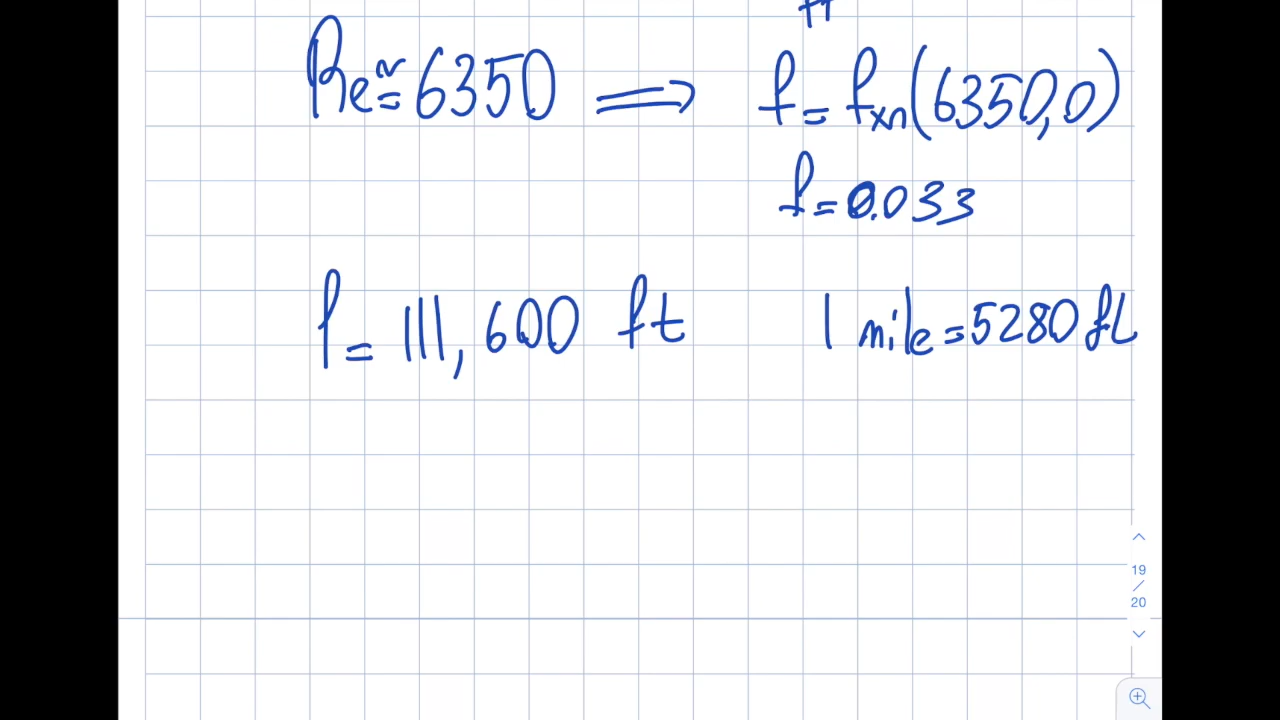 Re≈6350 ⟹ f = fxn(6350,0)
f=0.033
l = 111,600 ft 1 mile=5280 ft
19
/
20